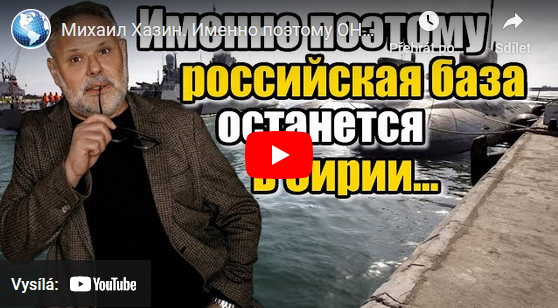 Михаил Хазин. Именно поэтому ОН...
Přehrát po...
Sdílet
Именно поэтому
российская база
останется
в Сирии...
Vysílá: YouTube